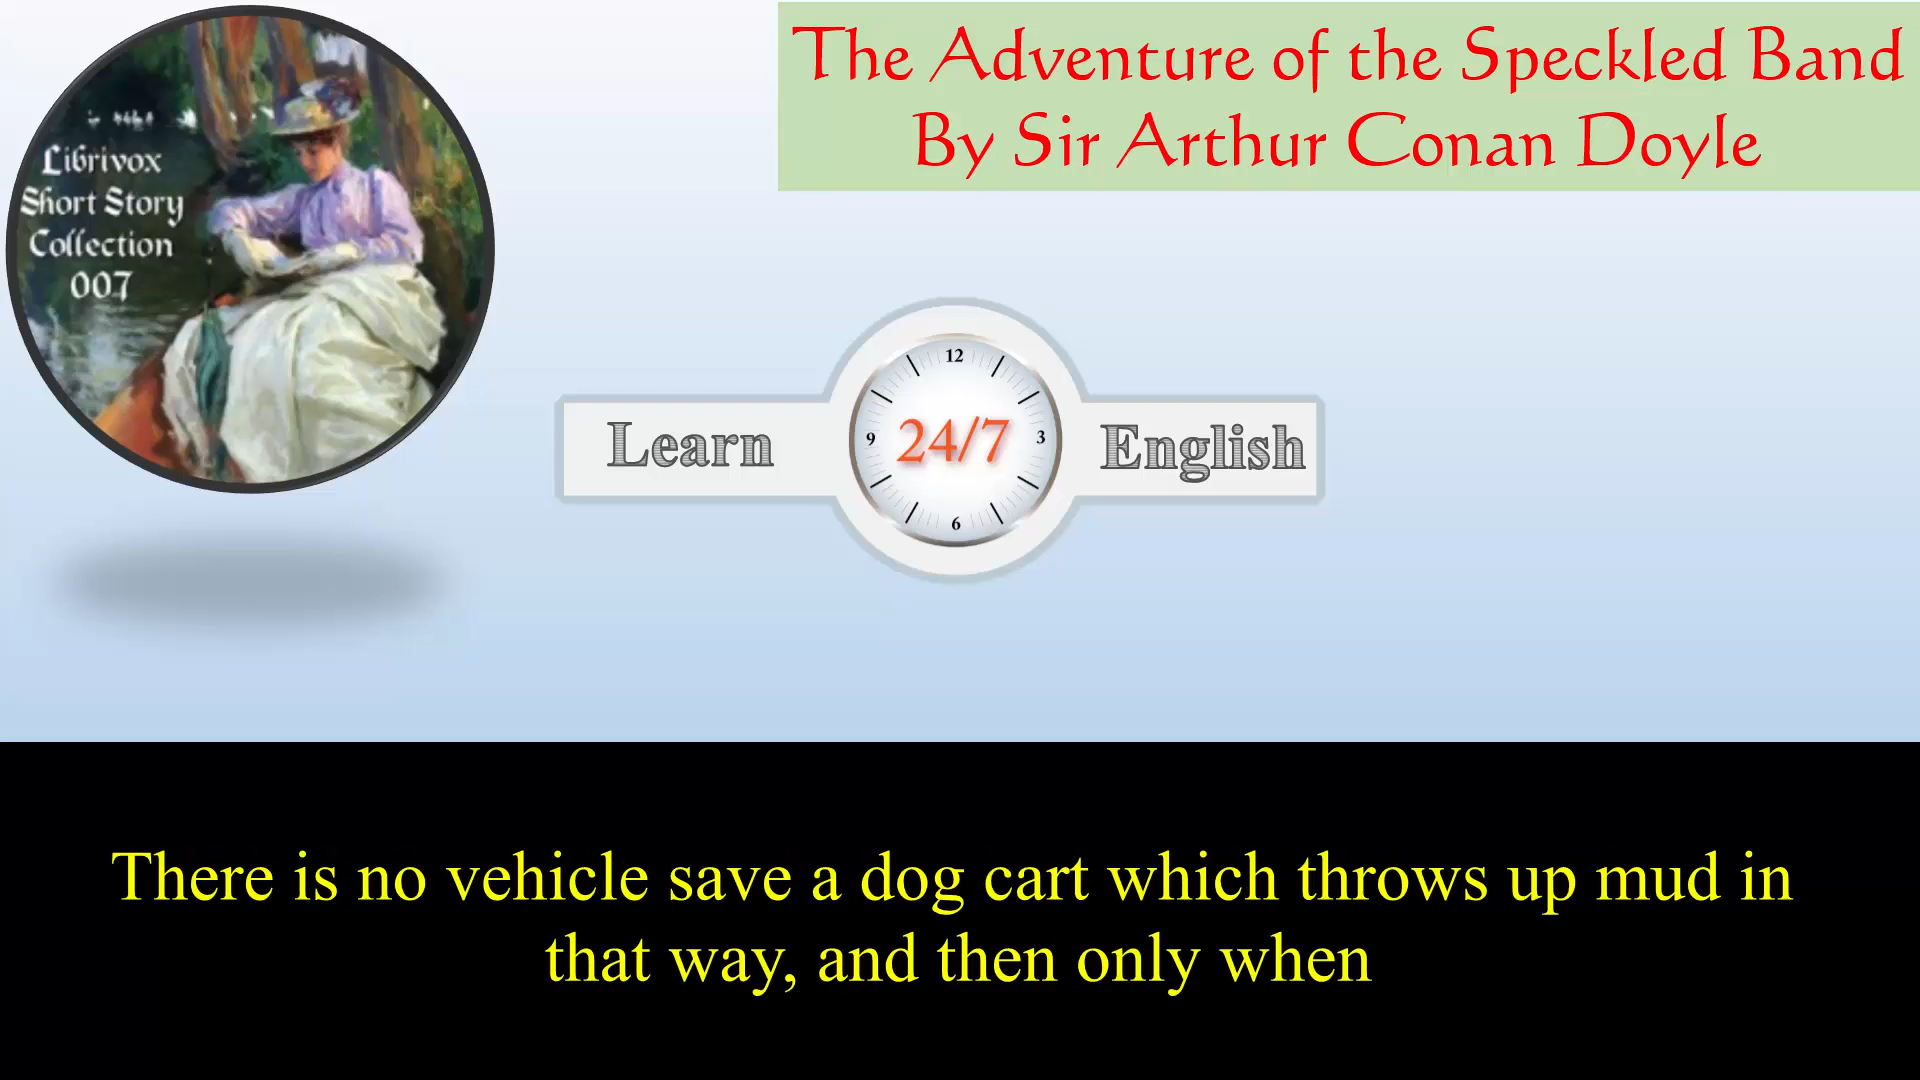 The Adventure of the Speckled Band
By Sir Arthur Conan Doyle
Librivox
Short Story
Collection
007
Learn
24/7
English
12
3
6
9
There is no vehicle save a dog cart which throws up mud in
that way, and then only when